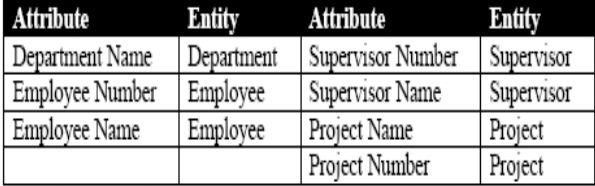 Attribute Entity Attribute Entity
Department Name Department Supervisor Number Supervisor
Employee Number Employee Supervisor Name Supervisor
Employee Name Employee Project Name Project
Project Number Project